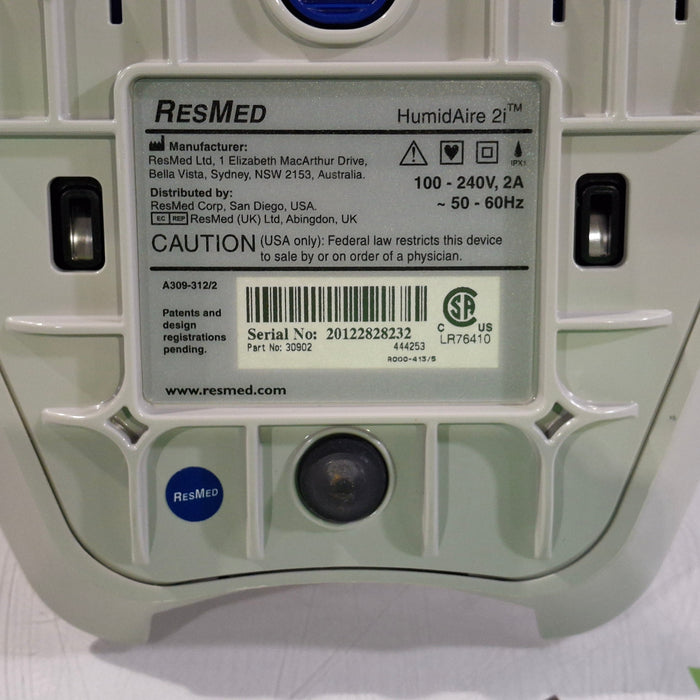 RESMED
HumidAire 2i™
Manufacturer:
ResMed Ltd, 1 Elizabeth MacArthur Drive,
Bella Vista, Sydney, NSW 2153, Australia.
Distributed by:
ResMed Corp, San Diego, USA.
EC REP ResMed (UK) Ltd, Abingdon, UK
IPX1
100 - 240V, 2A
~ 50 - 60Hz
CAUTION (USA only): Federal law restricts this device
to sale by or on order of a physician.
A309-312/2
Patents and
design
registrations
pending.
Serial No: 20122828232
Part No: 30902 444253
R000-413/5
C US
LR76410
www.resmed.com
RESMED